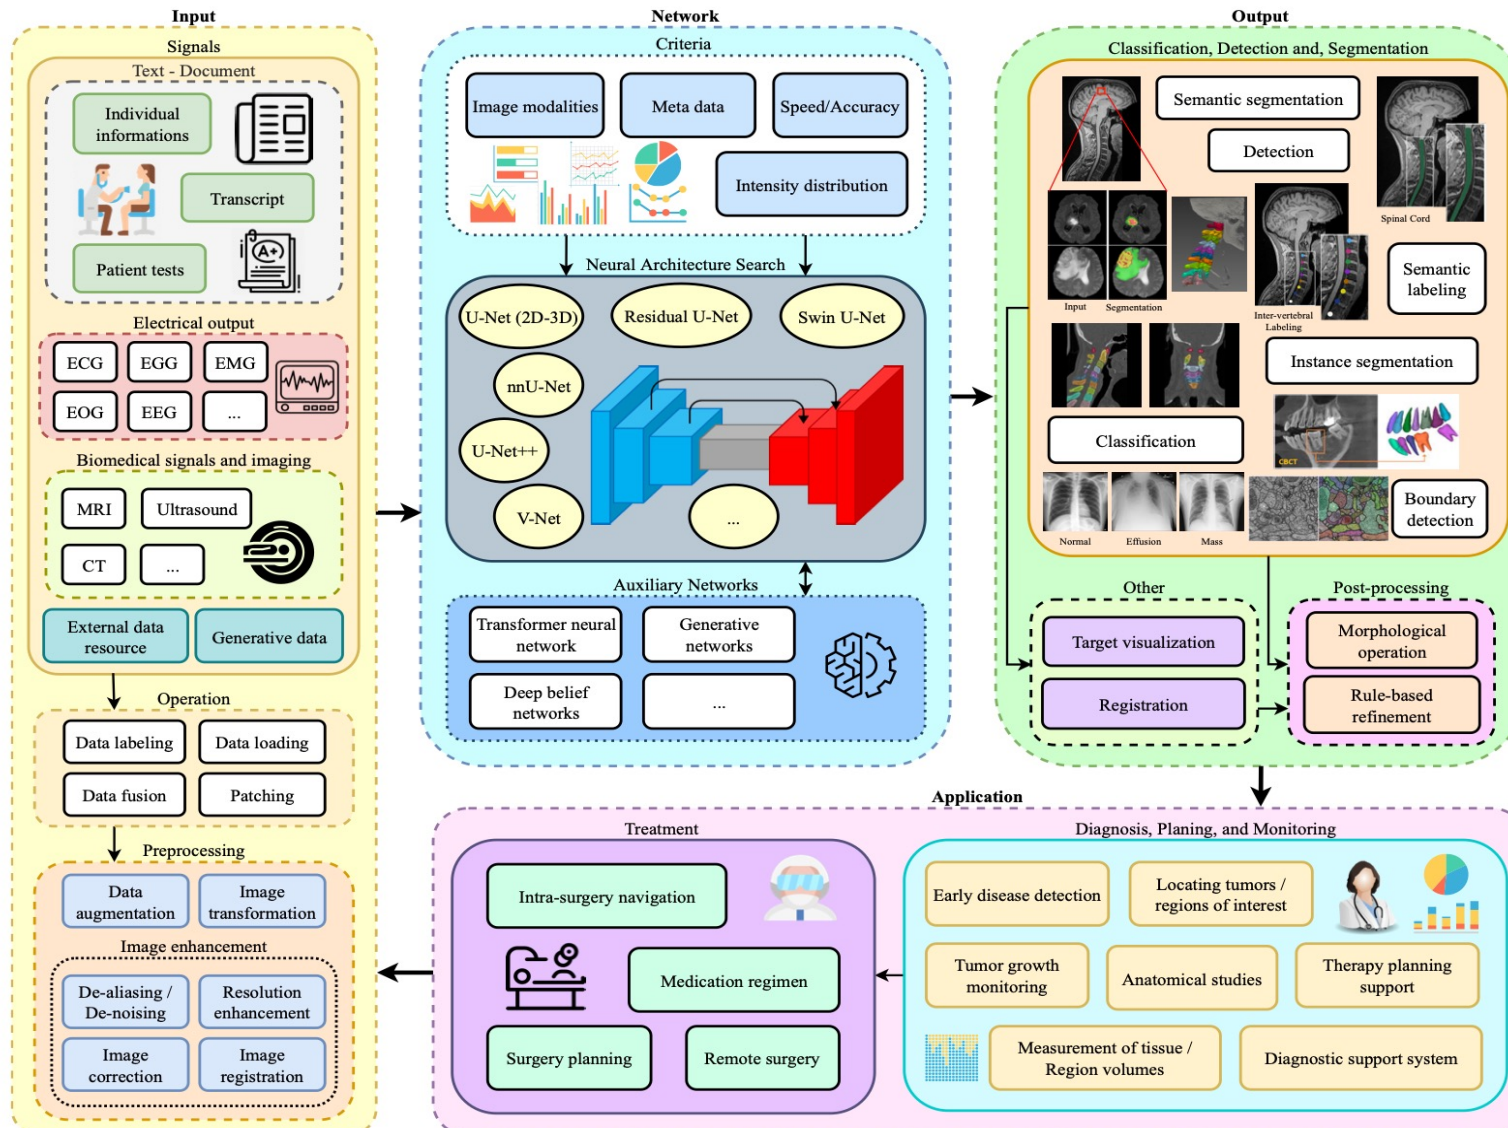 Input
Signals
Text - Document
Individual
informations
Transcript
A+
Patient tests
Electrical output
ECG
EGG
EMG
EOG
EEG
...
Biomedical signals and imaging
MRI
Ultrasound
CT
...
External data
resource
Generative data
Operation
Data labeling
Data loading
Data fusion
Patching
Preprocessing
Data
augmentation
Image
transformation
Image enhancement
De-aliasing /
De-noising
Resolution
enhancement
Image
correction
Image
registration
Network
Criteria
Image modalities
Meta data
Speed/Accuracy
Intensity distribution
Neural Architecture Search
U-Net (2D-3D)
Residual U-Net
Swin U-Net
nnU-Net
U-Net++
V-Net
...
Auxiliary Networks
Transformer neural
network
Generative
networks
Deep belief
networks
...
Output
Classification, Detection and, Segmentation
Semantic segmentation
Detection
Spinal Cord
Input
Segmentation
Inter-vertebral
Labeling
Semantic
labeling
Instance segmentation
Classification
CBCT
Normal
Effusion
Mass
Boundary
detection
Other
Target visualization
Registration
Post-processing
Morphological
operation
Rule-based
refinement
Application
Treatment
Intra-surgery navigation
Medication regimen
Surgery planning
Remote surgery
Diagnosis, Planing, and Monitoring
Early disease detection
Locating tumors /
regions of interest
Tumor growth
monitoring
Anatomical studies
Therapy planning
support
Measurement of tissue /
Region volumes
Diagnostic support system